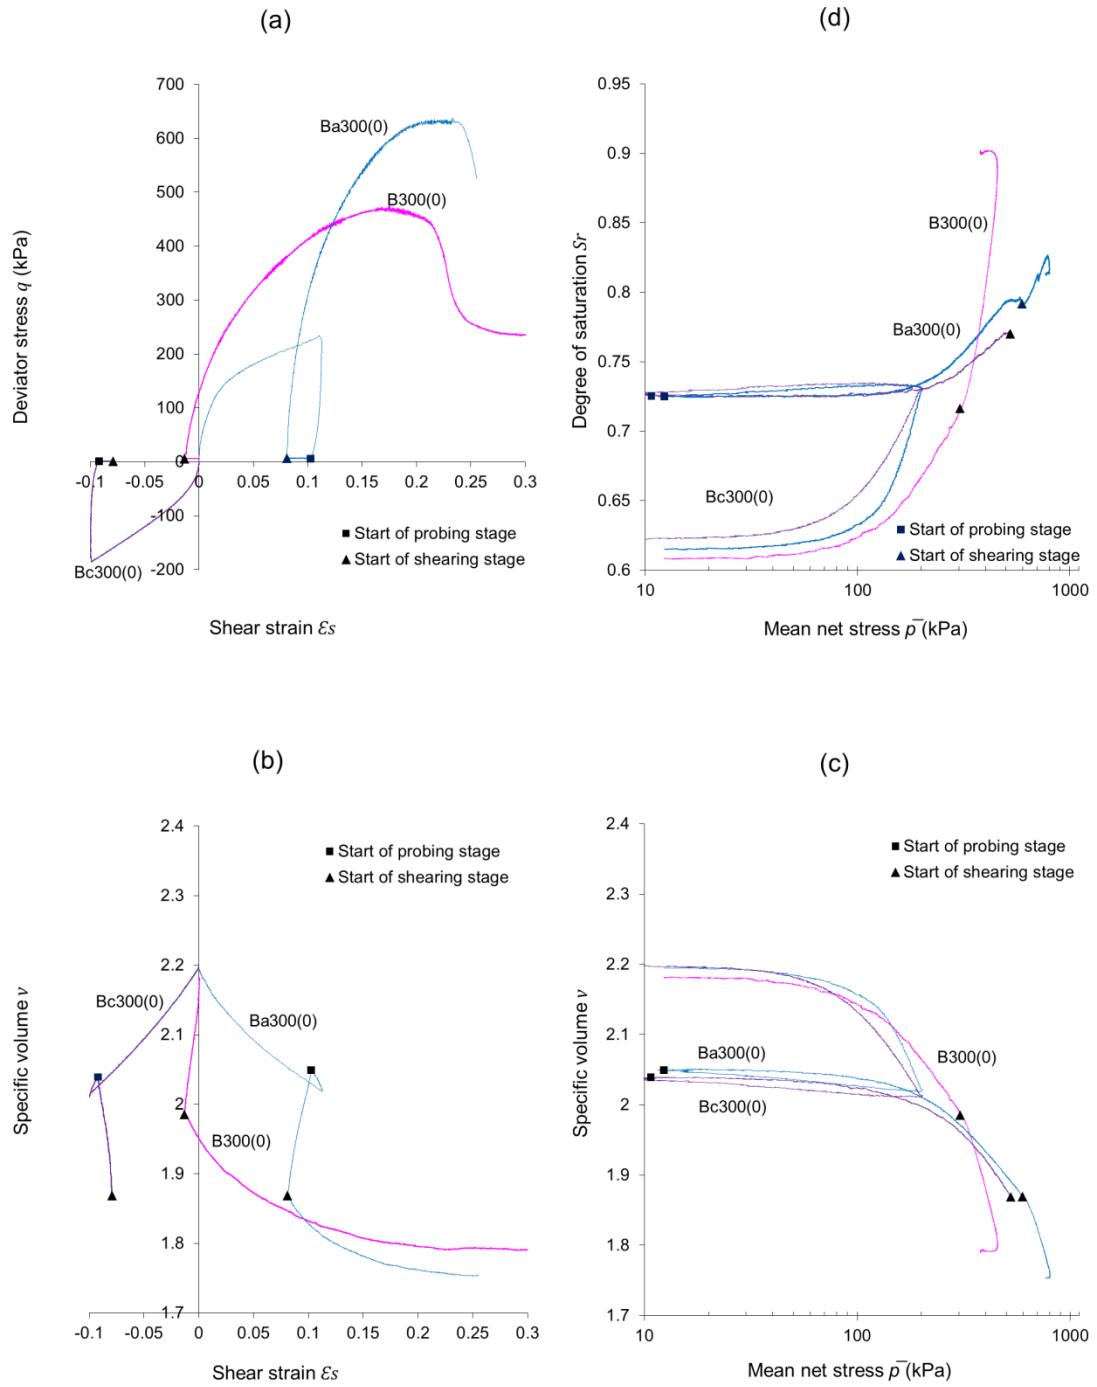 (a)
700
600
500
400
300
200
100
0
-100
-200
-0.1
-0.05
0
0.05
0.1
0.15
0.2
0.25
0.3
Deviator stress q (kPa)
Ba300(0)
B300(0)
Bc300(0)
Start of probing stage
Start of shearing stage
Shear strain Ɛs
(d)
0.95
0.9
0.85
0.8
0.75
0.7
0.65
0.6
10
100
1000
Degree of saturation Sr
B300(0)
Ba300(0)
Bc300(0)
Start of probing stage
Start of shearing stage
Mean net stress p̅ (kPa)
(b)
2.4
2.3
2.2
2.1
2
1.9
1.8
1.7
-0.1
-0.05
0
0.05
0.1
0.15
0.2
0.25
0.3
Specific volume v
Start of probing stage
Start of shearing stage
Bc300(0)
Ba300(0)
B300(0)
Shear strain Ɛs
(c)
2.4
2.3
2.2
2.1
2
1.9
1.8
1.7
10
100
1000
Specific volume v
Start of probing stage
Start of shearing stage
Ba300(0)
B300(0)
Bc300(0)
Mean net stress p̅ (kPa)